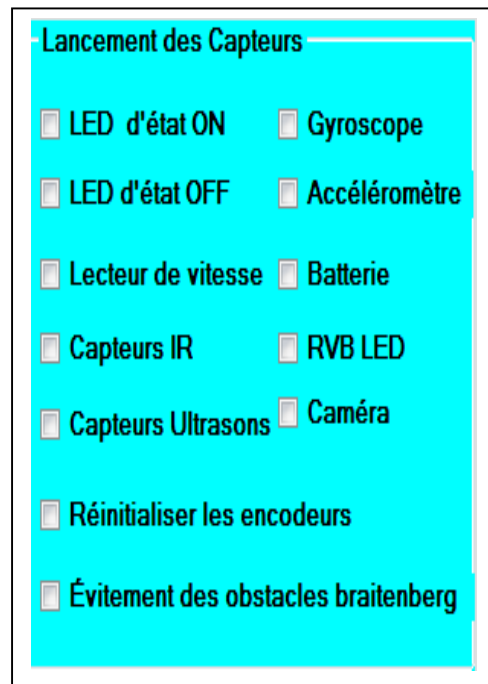 Lancement des Capteurs
LED d'état ON
Gyroscope
LED d'état OFF
Accéléromètre
Lecteur de vitesse
Batterie
Capteurs IR
RVB LED
Capteurs Ultrasons
Caméra
Réinitialiser les encodeurs
Évitement des obstacles braitenberg